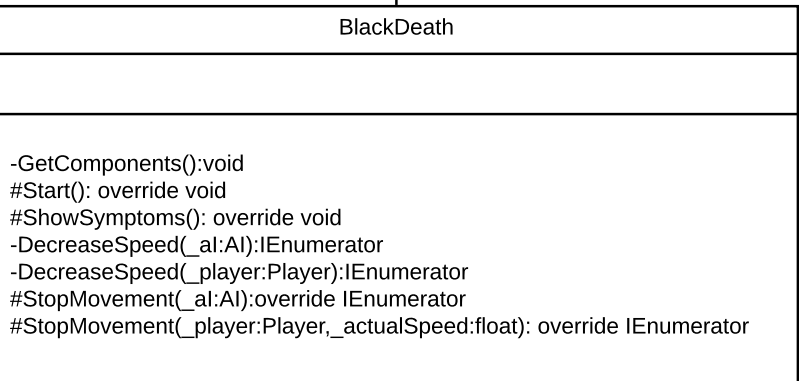 BlackDeath
-GetComponents():void
#Start(): override void
#ShowSymptoms(): override void
-DecreaseSpeed(_aI:AI):IEnumerator
-DecreaseSpeed(_player:Player):IEnumerator
#StopMovement(_aI:AI):override IEnumerator
#StopMovement(_player:Player,_actualSpeed:float): override IEnumerator